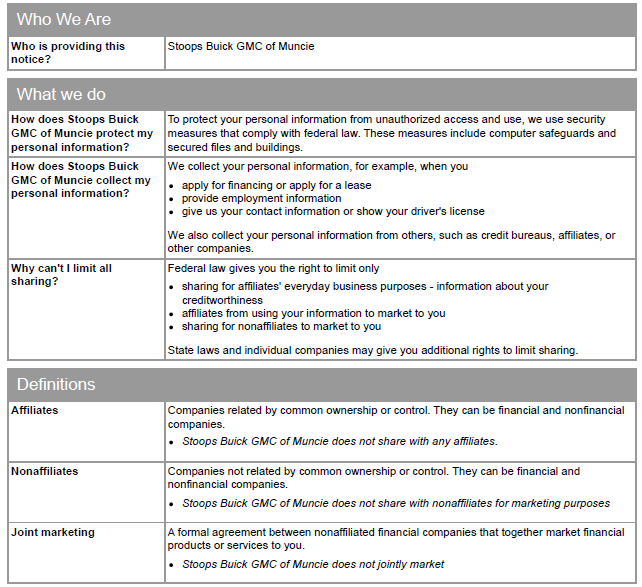 Who We Are
Who is providing this
notice?
Stoops Buick GMC of Muncie
What we do
How does Stoops Buick
GMC of Muncie protect my
personal information?
To protect your personal information from unauthorized access and use, we use security
measures that comply with federal law. These measures include computer safeguards and
secured files and buildings.
How does Stoops Buick
GMC of Muncie collect my
personal information?
We collect your personal information, for example, when you
• apply for financing or apply for a lease
• provide employment information
• give us your contact information or show your driver's license
We also collect your personal information from others, such as credit bureaus, affiliates, or
other companies.
Why can't I limit all
sharing?
Federal law gives you the right to limit only
• sharing for affiliates' everyday business purposes - information about your
creditworthiness
• affiliates from using your information to market to you
• sharing for nonaffiliates to market to you
State laws and individual companies may give you additional rights to limit sharing.
Definitions
Affiliates
Companies related by common ownership or control. They can be financial and nonfinancial
companies.
• Stoops Buick GMC of Muncie does not share with any affiliates.
Nonaffiliates
Companies not related by common ownership or control. They can be financial and
nonfinancial companies.
• Stoops Buick GMC of Muncie does not share with nonaffiliates for marketing purposes
Joint marketing
A formal agreement between nonaffiliated financial companies that together market financial
products or services to you.
• Stoops Buick GMC of Muncie does not jointly market